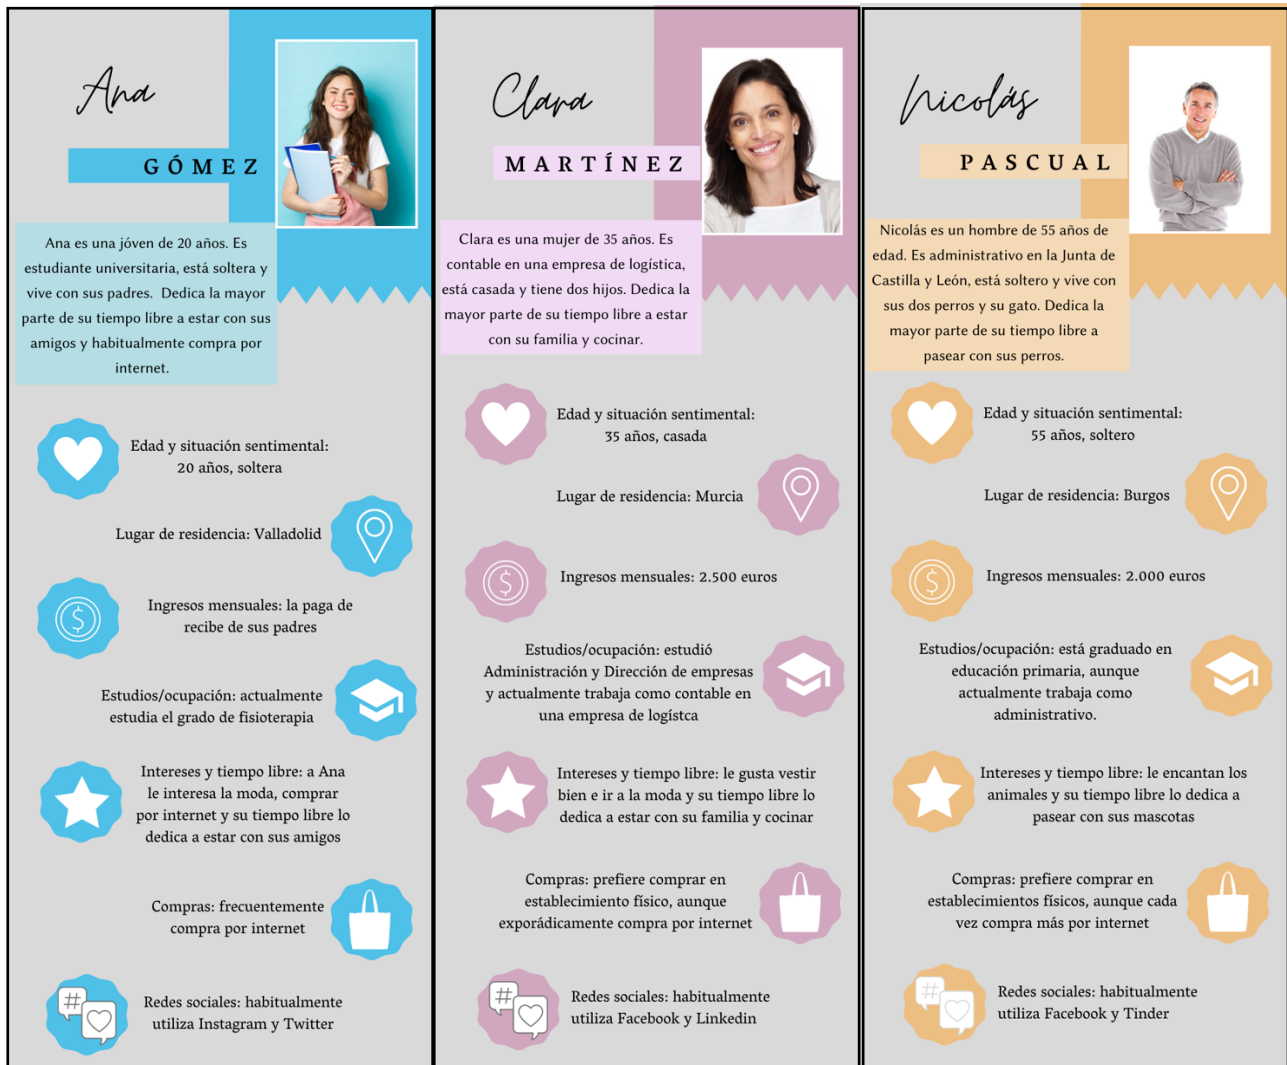 Ana
GÓMEZ
Ana es una jóven de 20 años. Es
estudiante universitaria, está soltera y
vive con sus padres. Dedica la mayor
parte de su tiempo libre a estar con sus
amigos y habitualmente compra por
internet.
Edad y situación sentimental:
20 años, soltera
Lugar de residencia: Valladolid
$
Ingresos mensuales: la paga de
recibe de sus padres
Estudios/ocupación: actualmente
estudia el grado de fisioterapia
Intereses y tiempo libre: a Ana
le interesa la moda, comprar
por internet y su tiempo libre lo
dedica a estar con sus amigos
Compras: frecuentemente
compra por internet
#
Redes sociales: habitualmente
utiliza Instagram y Twitter
Clara
MARTÍNEZ
Clara es una mujer de 35 años. Es
contable en una empresa de logística,
está casada y tiene dos hijos. Dedica la
mayor parte de su tiempo libre a estar
con su familia y cocinar.
Edad y situación sentimental:
35 años, casada
Lugar de residencia: Murcia
$
Ingresos mensuales: 2.500 euros
Estudios/ocupación: estudió
Administración y Dirección de empresas
y actualmente trabaja como contable en
una empresa de logístca
Intereses y tiempo libre: le gusta vestir
bien e ir a la moda y su tiempo libre lo
dedica a estar con su familia y cocinar
Compras: prefiere comprar en
establecimiento físico, aunque
exporádicamente compra por internet
#
Redes sociales: habitualmente
utiliza Facebook y Linkedin
Nicolás
PASCUAL
Nicolás es un hombre de 55 años de
edad. Es administrativo en la Junta de
Castilla y León, está soltero y vive con
sus dos perros y su gato. Dedica la
mayor parte de su tiempo libre a
pasear con sus perros.
Edad y situación sentimental:
55 años, soltero
Lugar de residencia: Burgos
$
Ingresos mensuales: 2.000 euros
Estudios/ocupación: está graduado en
educación primaria, aunque
actualmente trabaja como
administrativo.
Intereses y tiempo libre: le encantan los
animales y su tiempo libre lo dedica a
pasear con sus mascotas
Compras: prefiere comprar en
establecimientos físicos, aunque cada
vez compra más por internet
#
Redes sociales: habitualmente
utiliza Facebook y Tinder